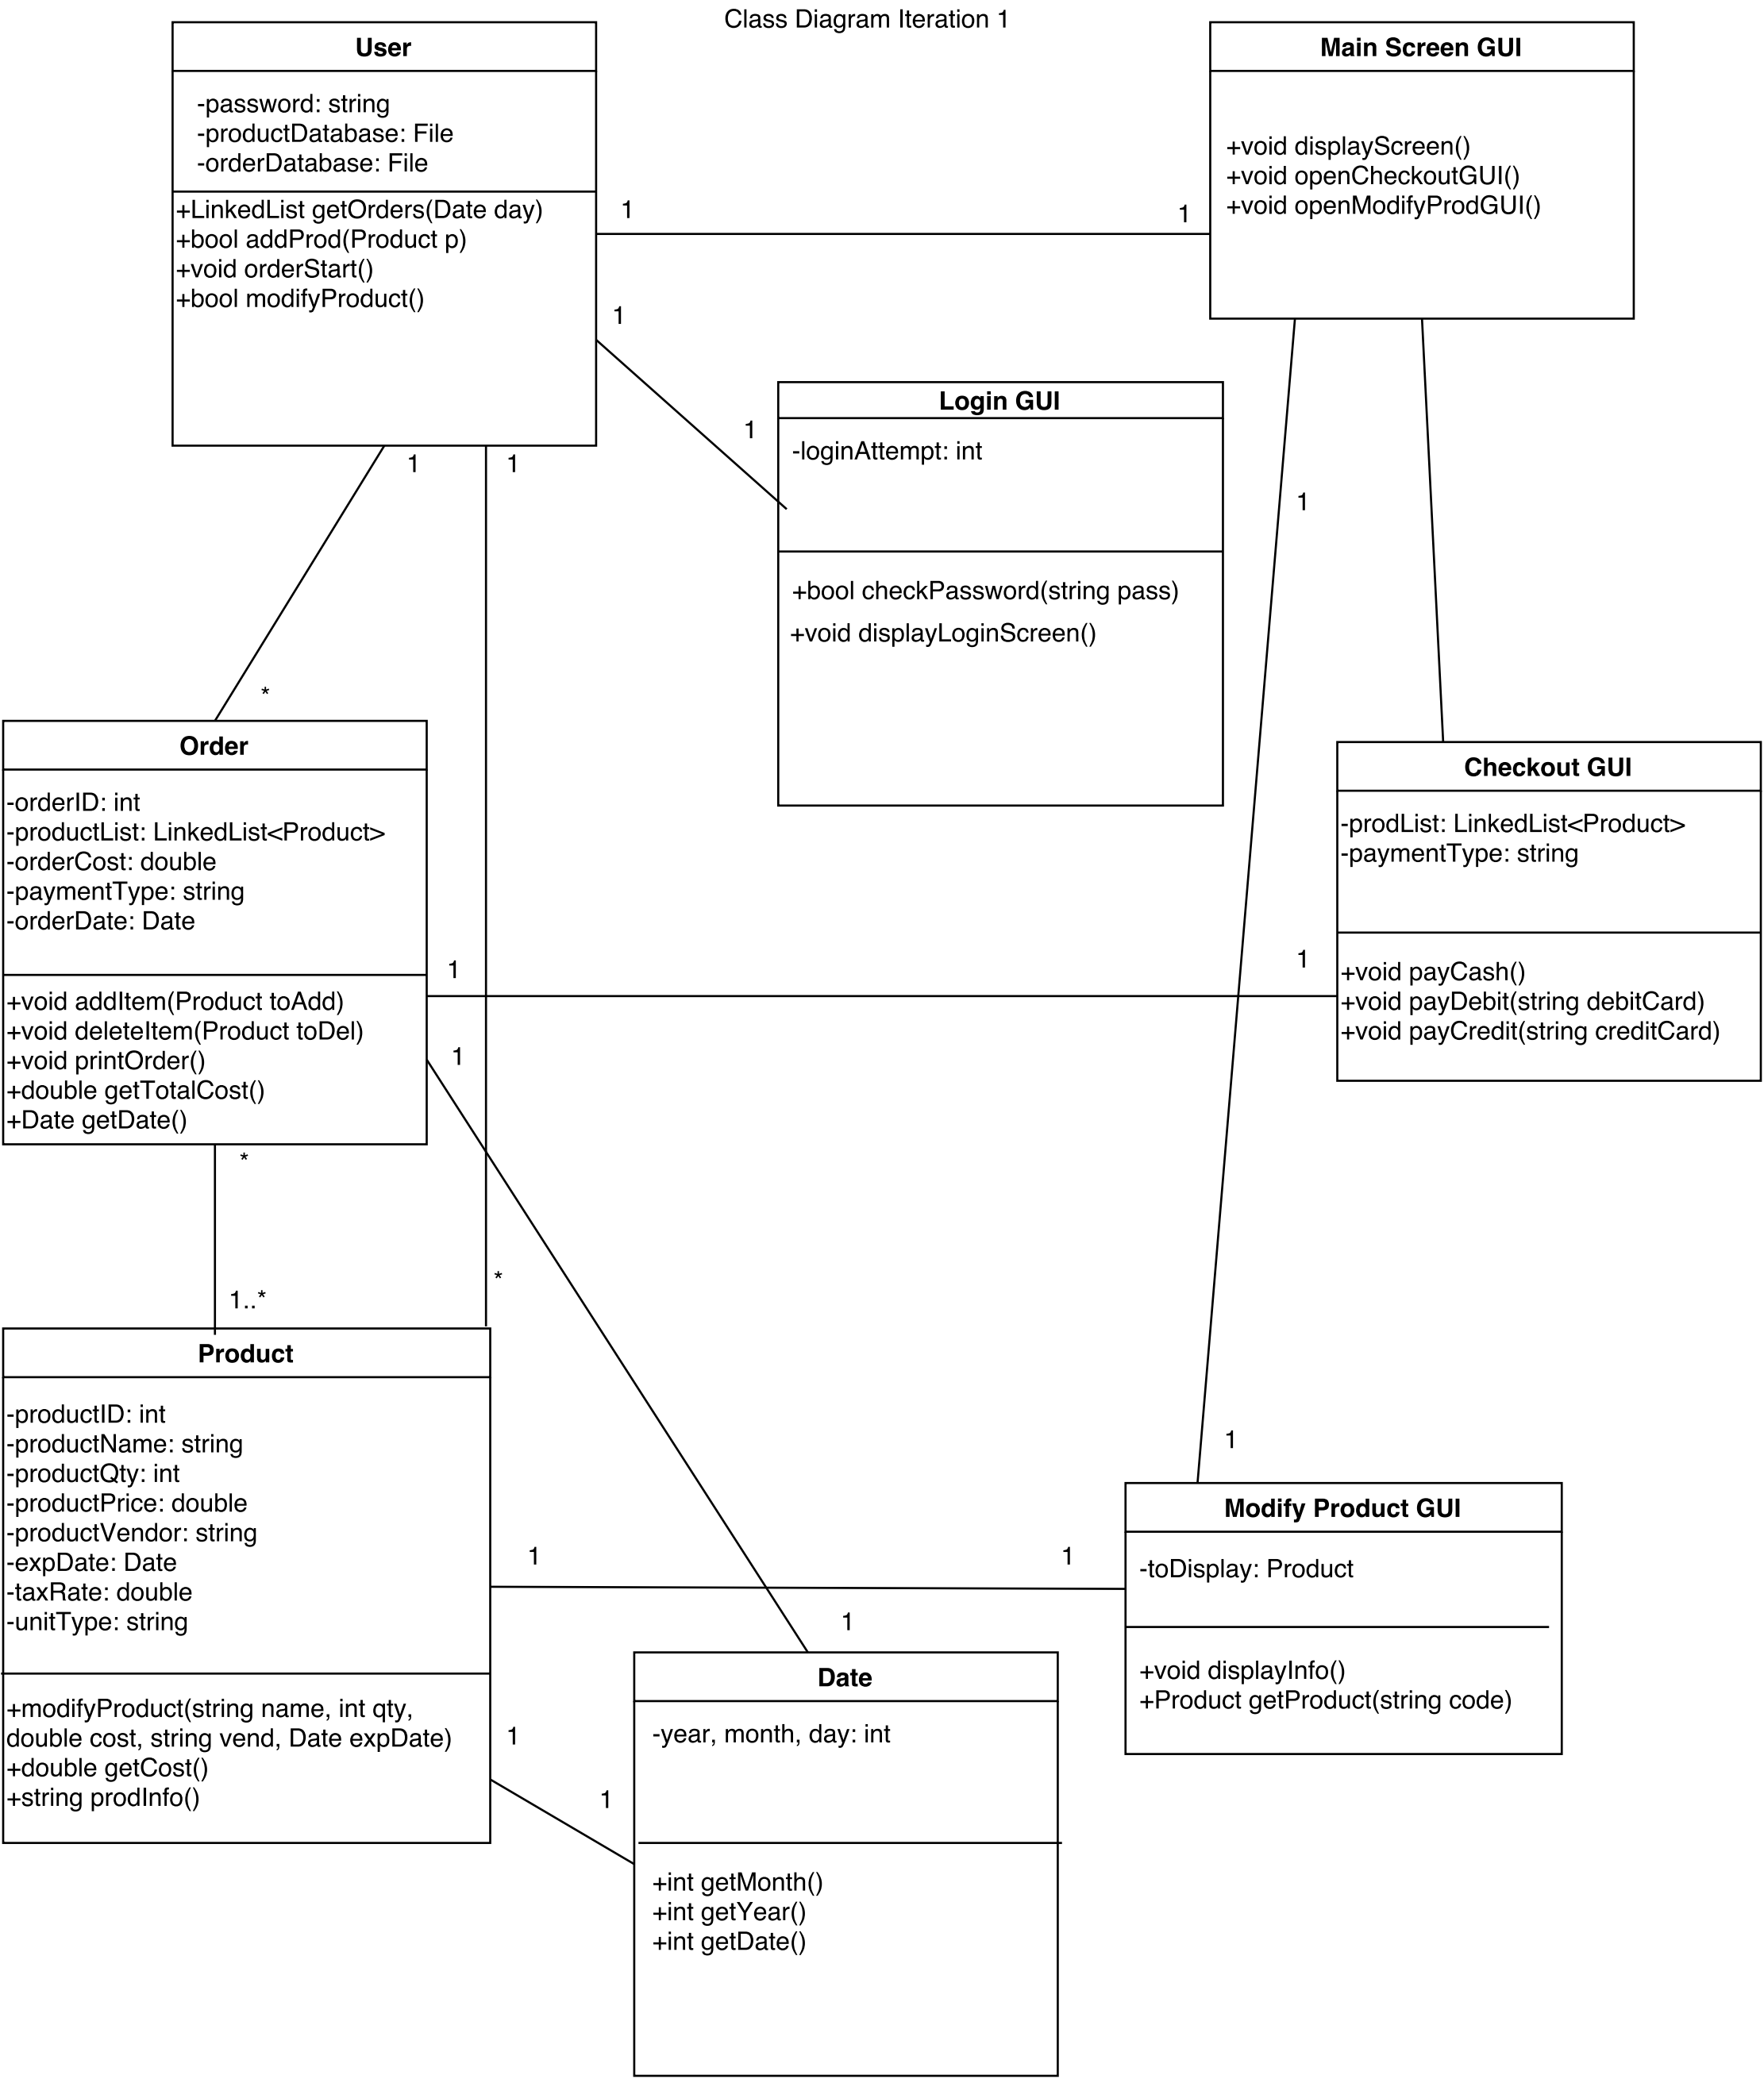 Class Diagram Iteration 1
User
-password: string
-productDatabase: File
-orderDatabase: File
+LinkedList getOrders(Date day)
+bool addProd(Product p)
+void orderStart()
+bool modifyProduct()
Main Screen GUI
+void displayScreen()
+void openCheckoutGUI()
+void openModifyProdGUI()
1
1
1
1
Login GUI
-loginAttempt: int
+bool checkPassword(string pass)
+void displayLoginScreen()
1
1
1
*
Order
-orderID: int
-productList: LinkedList<Product>
-orderCost: double
-paymentType: string
-orderDate: Date
+void addItem(Product toAdd)
+void deleteItem(Product toDel)
+void printOrder()
+double getTotalCost()
+Date getDate()
Checkout GUI
-prodList: LinkedList<Product>
-paymentType: string
+void payCash()
+void payDebit(string debitCard)
+void payCredit(string creditCard)
1
1
1
*
*
1..*
1
Product
-productID: int
-productName: string
-productQty: int
-productPrice: double
-productVendor: string
-expDate: Date
-taxRate: double
-unitType: string
+modifyProduct(string name, int qty,
double cost, string vend, Date expDate)
+double getCost()
+string prodInfo()
1
1
1
1
1
Modify Product GUI
-toDisplay: Product
+void displayInfo()
+Product getProduct(string code)
Date
-year, month, day: int
+int getMonth()
+int getYear()
+int getDate()